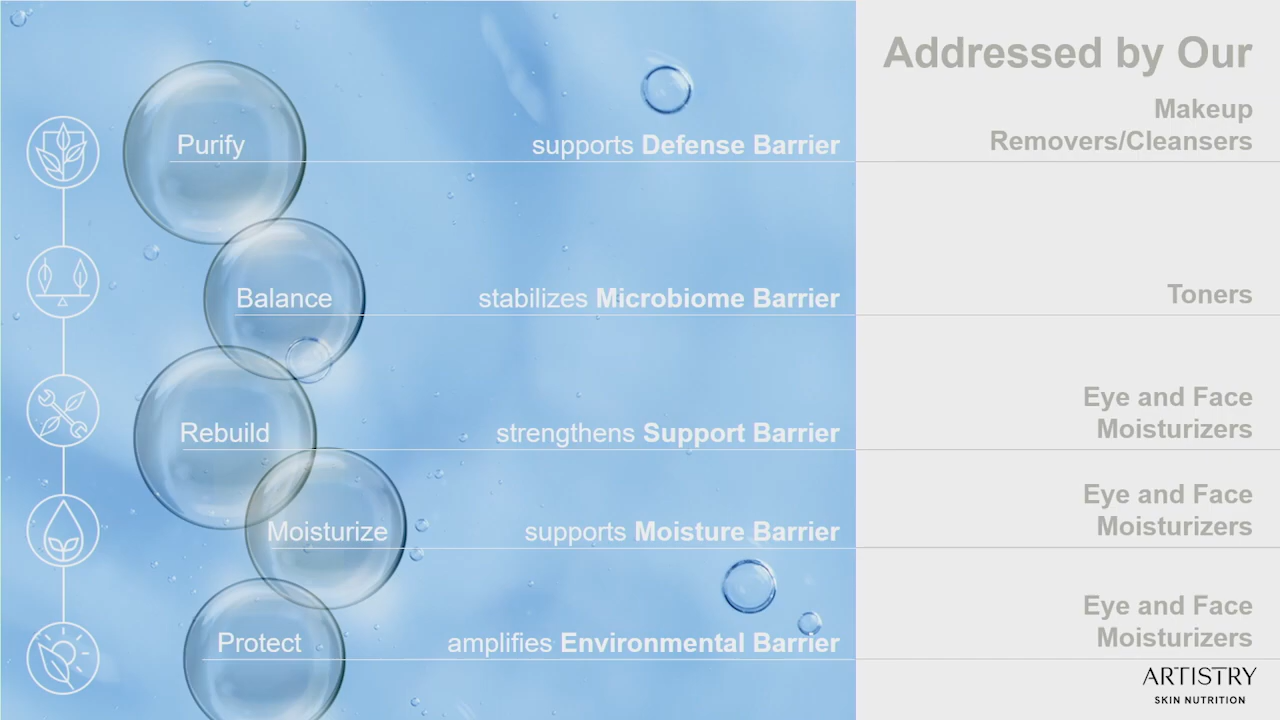 Addressed by Our
Makeup
Removers/Cleansers
Purify
supports Defense Barrier
Balance
stabilizes Microbiome Barrier
Toners
Eye and Face
Moisturizers
Rebuild
strengthens Support Barrier
Eye and Face
Moisturizers
Moisturize
supports Moisture Barrier
Eye and Face
Moisturizers
Protect
amplifies Environmental Barrier
ARTISTRY
SKIN NUTRITION